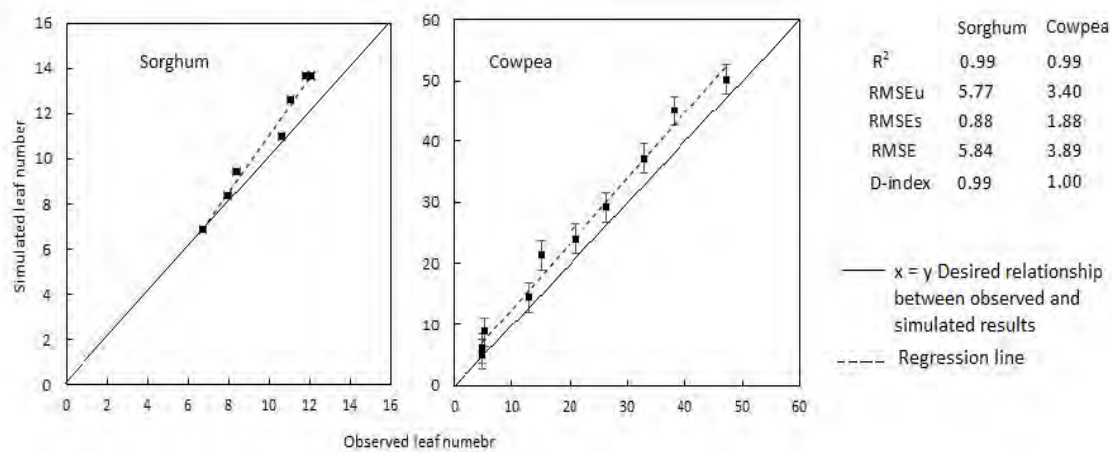 Sorghum
Simulated leaf number
16
14
12
10
8
6
4
2
0
0 2 4 6 8 10 12 14 16
Cowpea
60
50
40
30
20
10
0
0 10 20 30 40 50 60
Observed leaf numebr
Sorghum Cowpea
R² 0.99 0.99
RMSEu 5.77 3.40
RMSEs 0.88 1.88
RMSE 5.84 3.89
D-index 0.99 1.00
x = y Desired relationship
between observed and
simulated results
Regression line